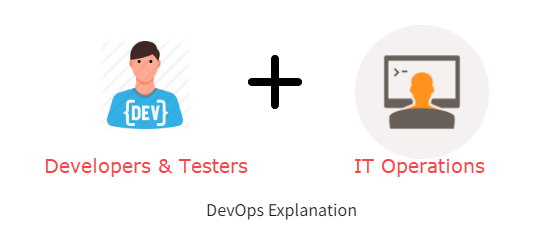 {DEV}
>-
Developers & Testers
IT Operations
DevOps Explanation